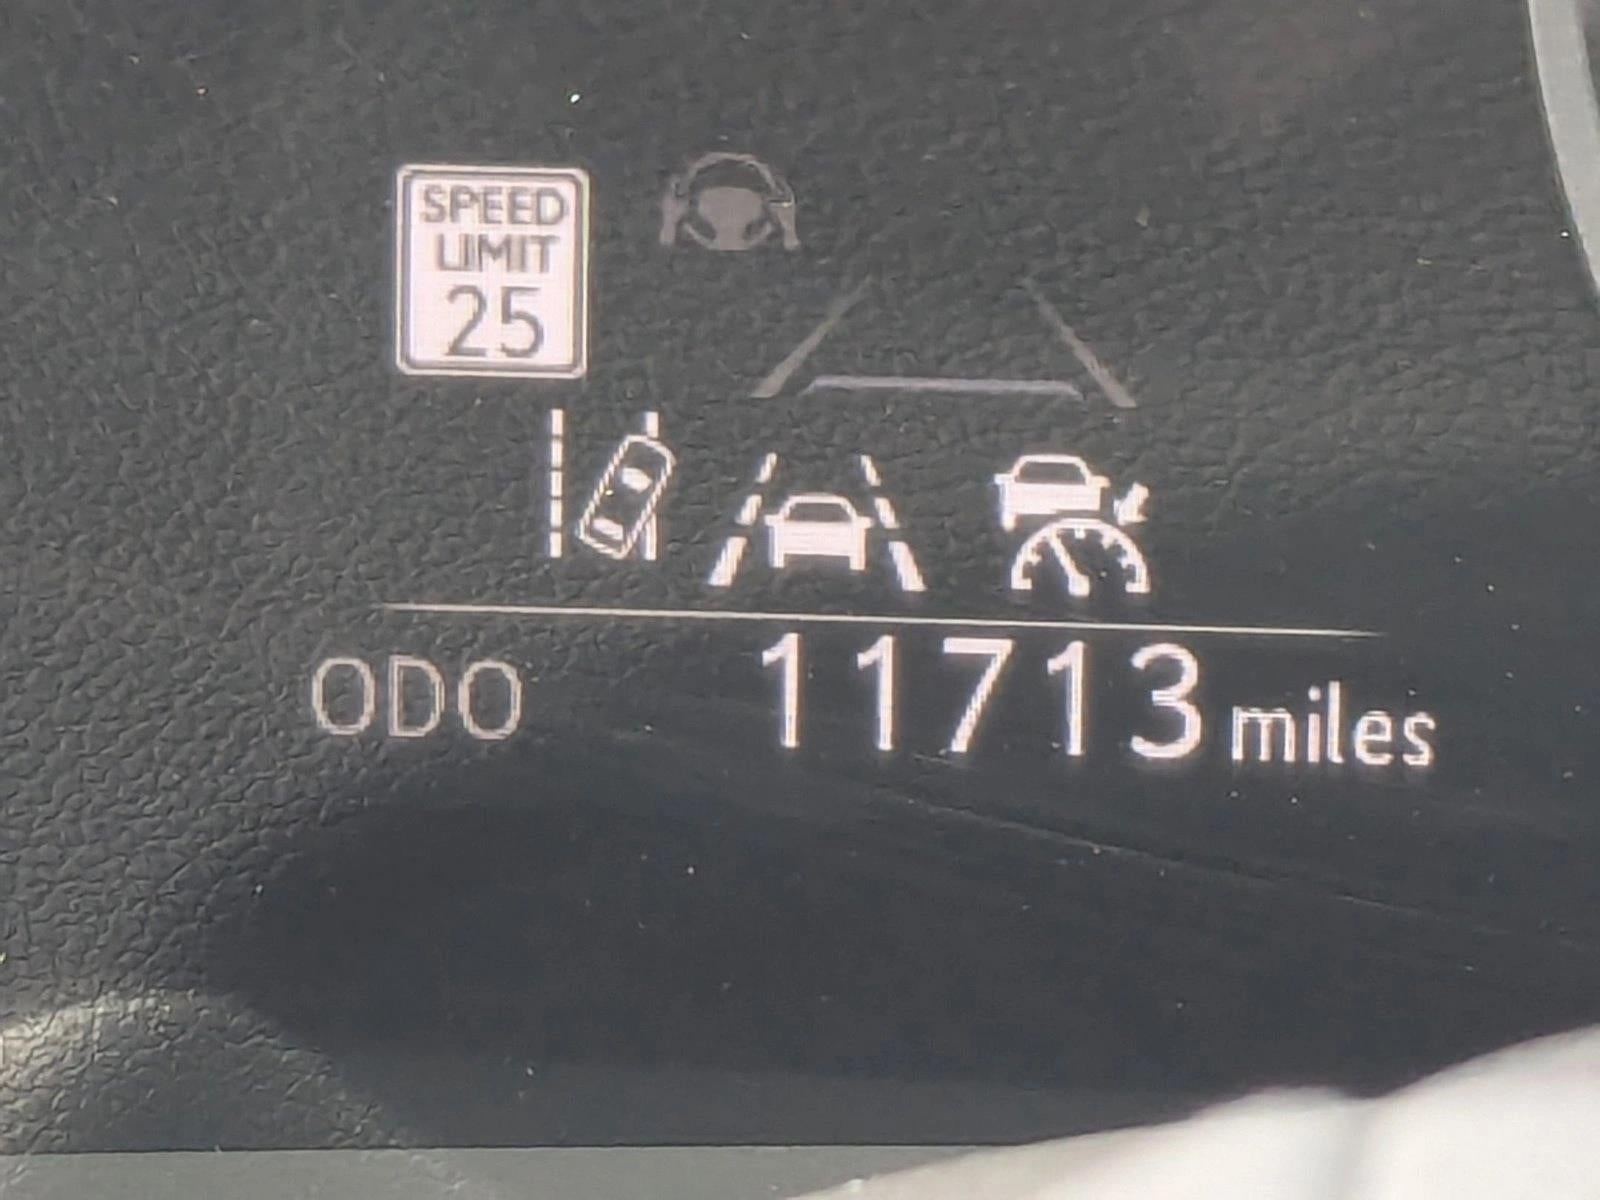 SPEED
LIMIT
25
ODO 11713 miles